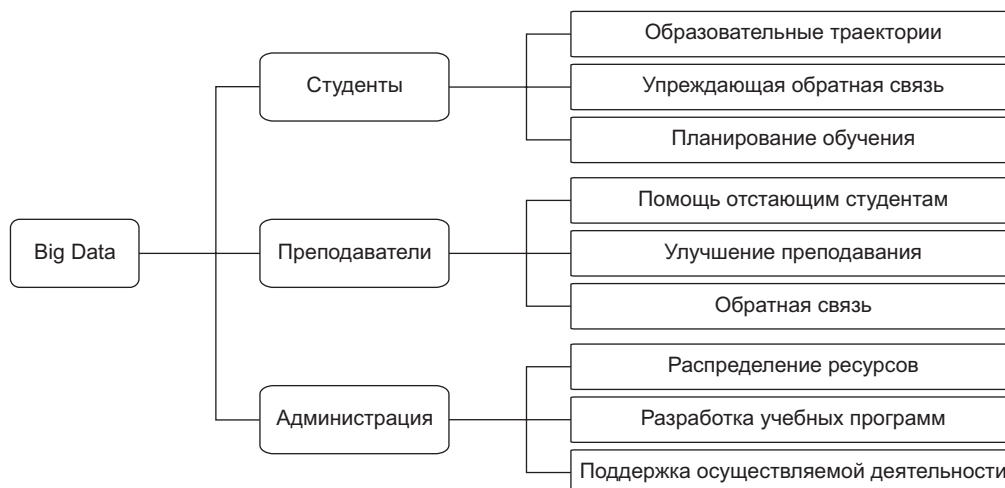 Big Data
Студенты
Образовательные траектории
Упреждающая обратная связь
Планирование обучения
Преподаватели
Помощь отстающим студентам
Улучшение преподавания
Обратная связь
Администрация
Распределение ресурсов
Разработка учебных программ
Поддержка осуществляемой деятельности